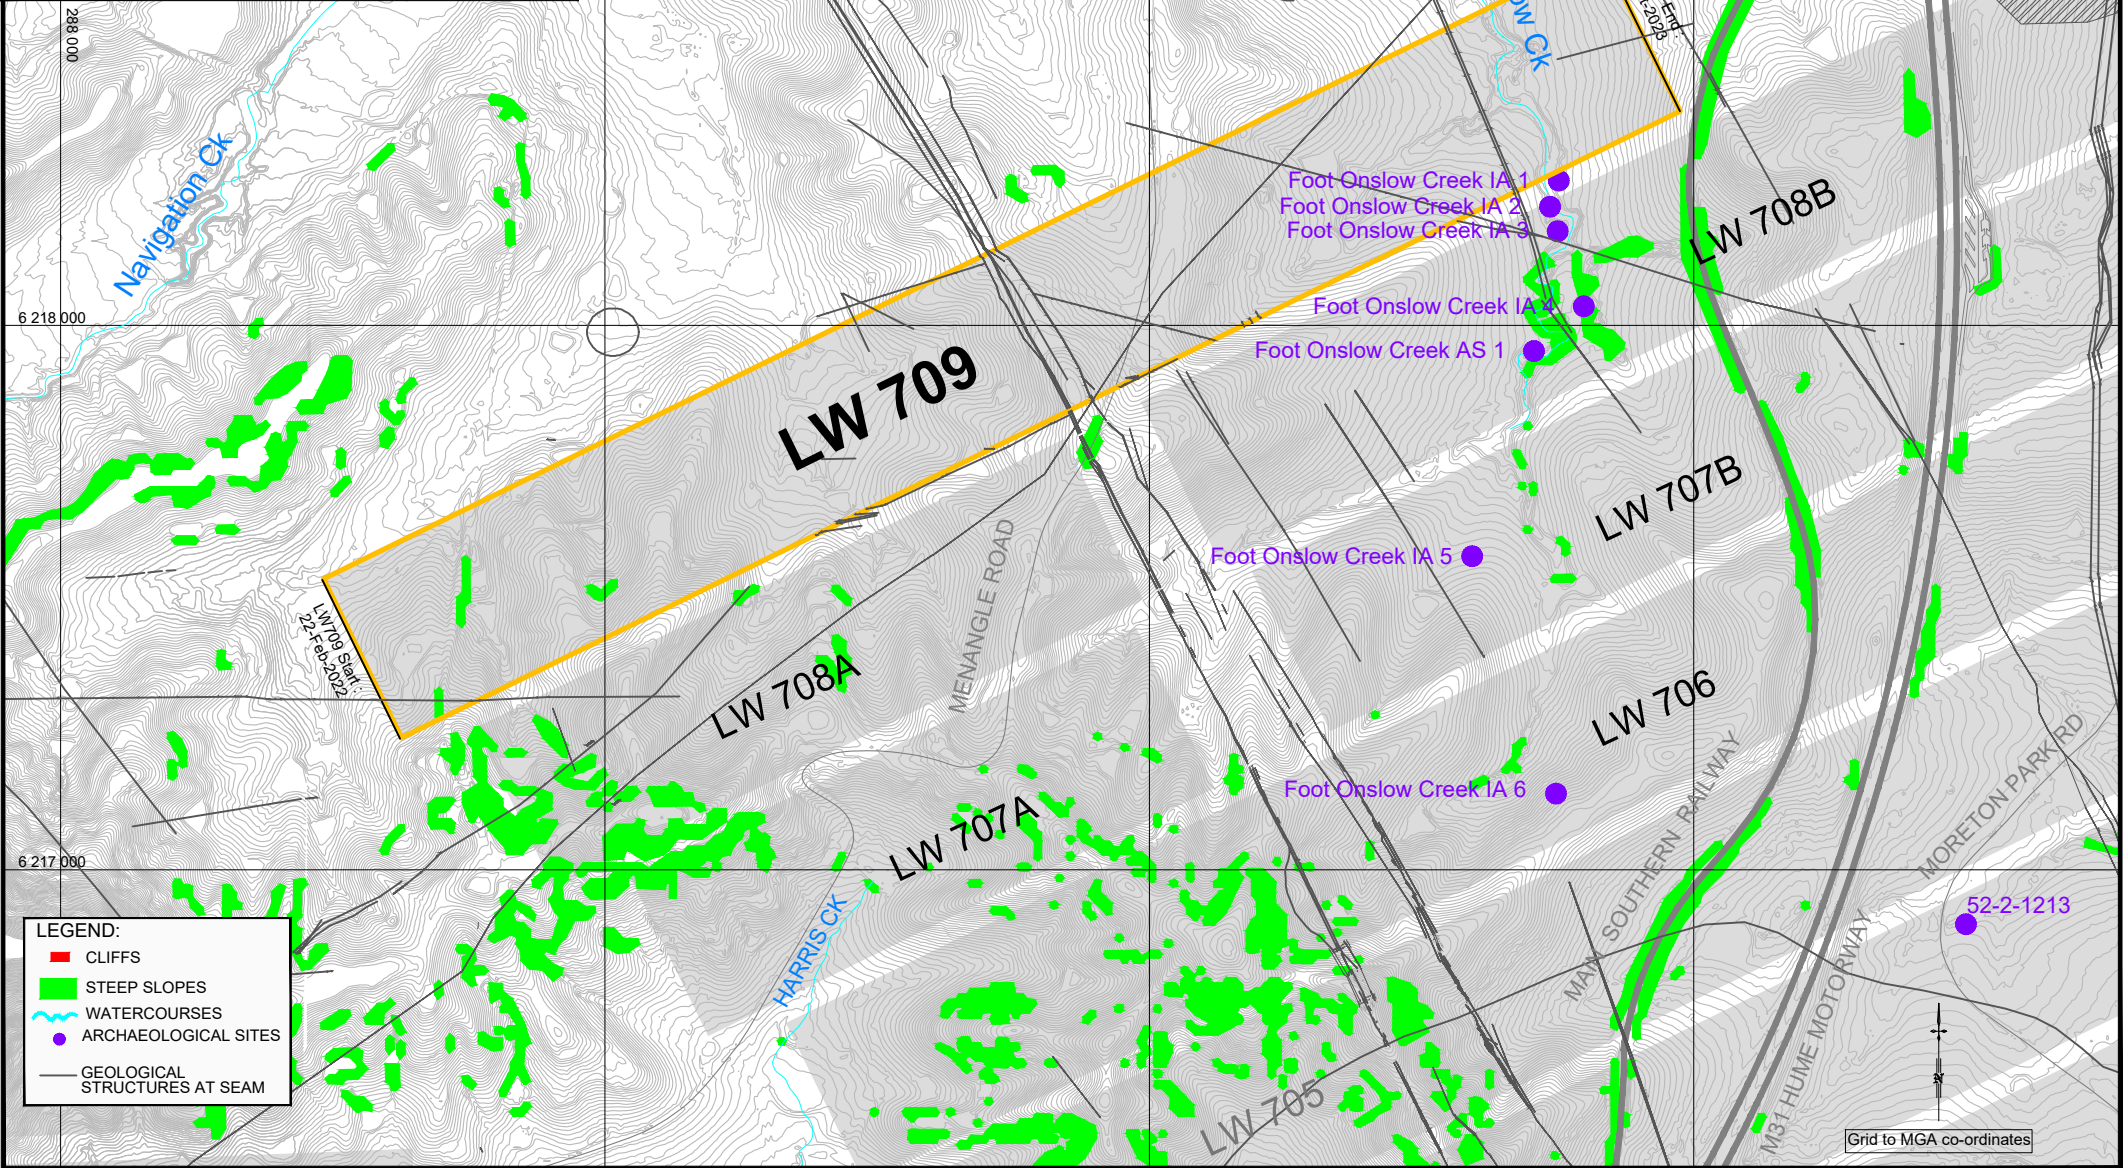 288 000
ow Ck
End :
t-2023
Navigation Ck
Foot Onslow Creek IA 1
Foot Onslow Creek IA 2
Foot Onslow Creek IA 3
LW 708B
Foot Onslow Creek IA 4
6 218 000
Foot Onslow Creek AS 1
LW 709
LW 707B
Foot Onslow Creek IA 5
MENANGLE ROAD
LW709 Start :
22-Feb-2022
LW 708A
LW 706
Foot Onslow Creek IA 6
LW 707A
MAIN SOUTHERN RAILWAY
MORETON PARK RD
6 217 000
HARRIS CK
52-2-1213
M31 HUME MOTORWAY
LW 705
LEGEND:
CLIFFS
STEEP SLOPES
WATERCOURSES
ARCHAEOLOGICAL SITES
GEOLOGICAL
STRUCTURES AT SEAM
N
Grid to MGA co-ordinates